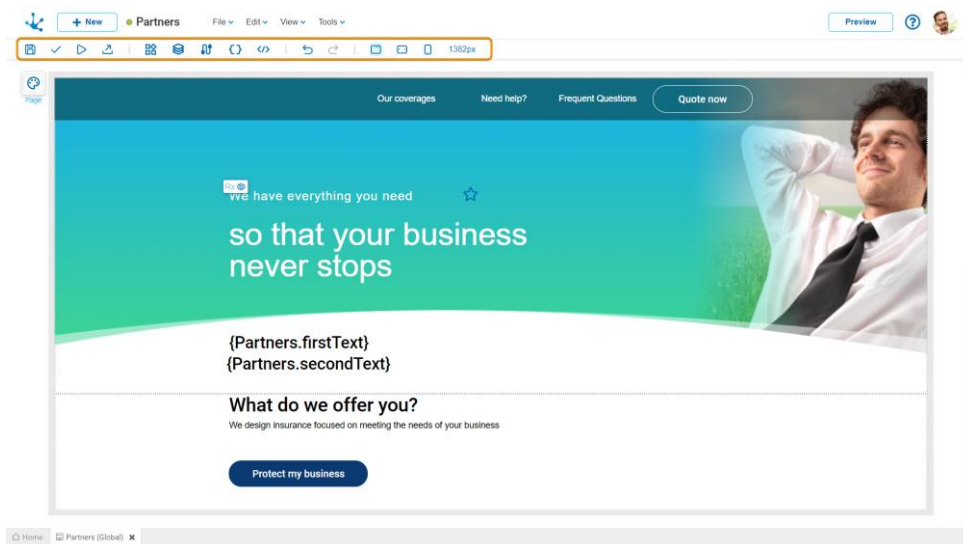 + New
Partners
File
Edit
View
Tools
Preview
?
1382px
Page
Our coverages
Need help?
Frequent Questions
Quote now
Rx
We have everything you need
so that your business
never stops
{Partners.firstText}
{Partners.secondText}
What do we offer you?
We design insurance focused on meeting the needs of your business
Protect my business
Home
Partners (Global)